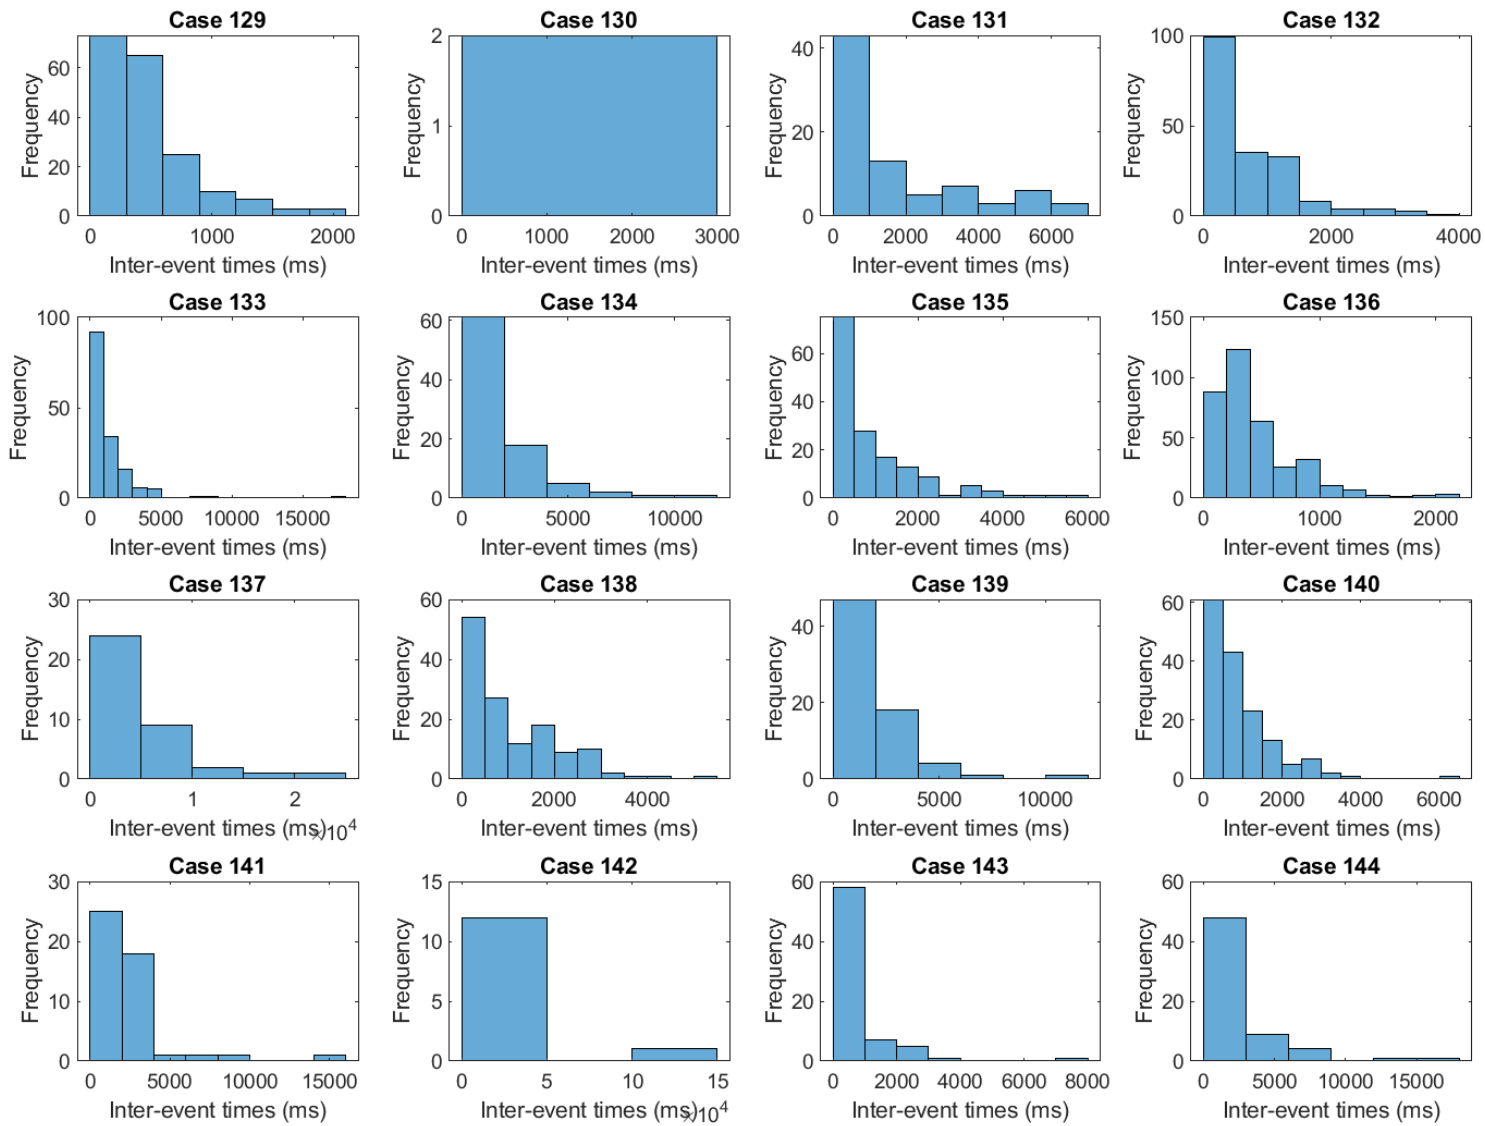 Case 129
60
40
20
0
Frequency
0 1000 2000
Inter-event times (ms)
Case 130
2
1
0
Frequency
0 1000 2000 3000
Inter-event times (ms)
Case 131
40
20
0
Frequency
0 2000 4000 6000
Inter-event times (ms)
Case 132
100
50
0
Frequency
0 2000 4000
Inter-event times (ms)
Case 133
100
50
0
Frequency
0 5000 10000 15000
Inter-event times (ms)
Case 134
60
40
20
0
Frequency
0 5000 10000
Inter-event times (ms)
Case 135
60
40
20
0
Frequency
0 2000 4000 6000
Inter-event times (ms)
Case 136
150
100
50
0
Frequency
0 1000 2000
Inter-event times (ms)
Case 137
30
20
10
0
Frequency
0 1 2
Inter-event times (ms)
×10⁴
Case 138
60
40
20
0
Frequency
0 2000 4000
Inter-event times (ms)
Case 139
40
20
0
Frequency
0 5000 10000
Inter-event times (ms)
Case 140
60
40
20
0
Frequency
0 2000 4000 6000
Inter-event times (ms)
Case 141
30
20
10
0
Frequency
0 5000 10000 15000
Inter-event times (ms)
Case 142
15
10
5
0
Frequency
0 5 10 15
Inter-event times (ms)
×10⁴
Case 143
60
40
20
0
Frequency
0 2000 4000 6000 8000
Inter-event times (ms)
Case 144
60
40
20
0
Frequency
0 5000 10000 15000
Inter-event times (ms)